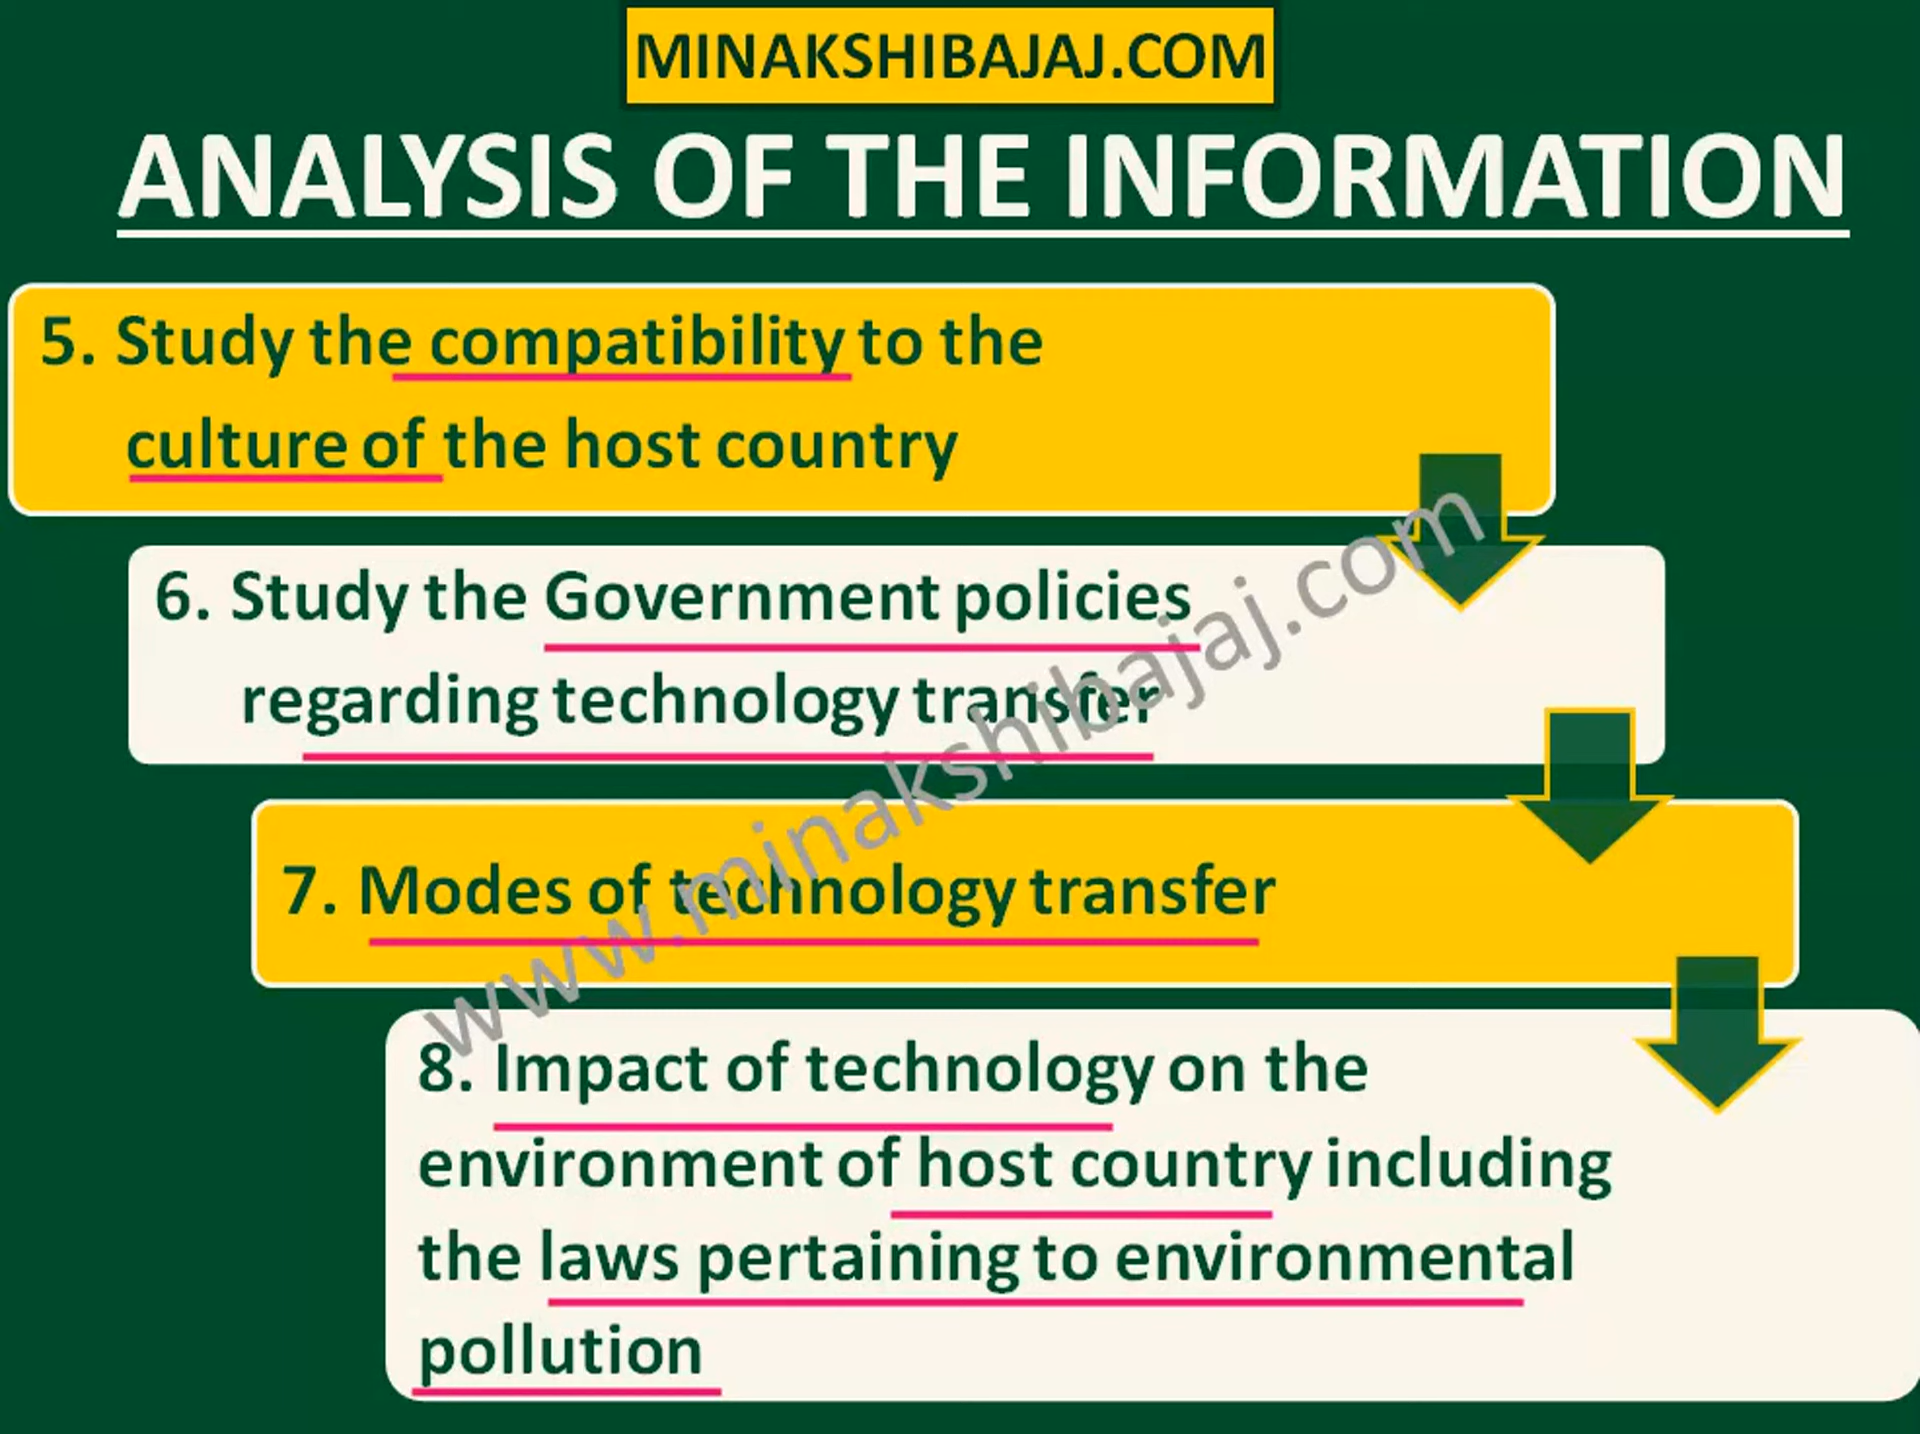 MINAKSHIBAJAJ.COM
ANALYSIS OF THE INFORMATION
5. Study the compatibility to the
culture of the host country
6. Study the Government policies
regarding technology transfer
7. Modes of technology transfer
8. Impact of technology on the
environment of host country including
the laws pertaining to environmental
pollution
www.minakshibajaj.com